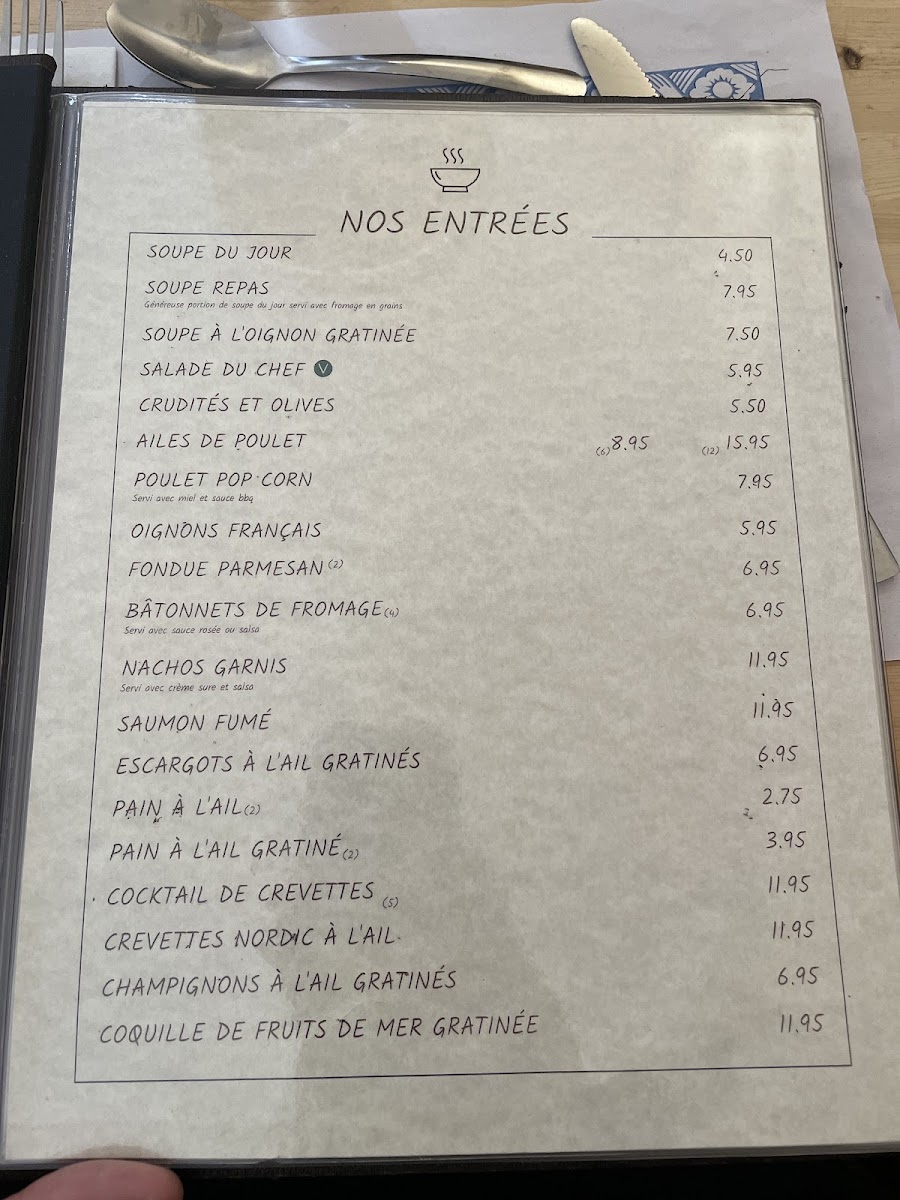 NOS ENTRÉES
SOUPE DU JOUR 4.50
SOUPE REPAS 7.95
Généreuse portion de soupe du jour servi avec fromage en grains
SOUPE À L'OIGNON GRATINÉE 7.50
SALADE DU CHEF V 5.95
CRUDITÉS ET OLIVES 5.50
AILES DE POULET (6) 8.95 (12) 15.95
POULET POP CORN 7.95
Servi avec miel et sauce bbq
OIGNONS FRANÇAIS 5.95
FONDUE PARMESAN (2) 6.95
BÂTONNETS DE FROMAGE (4) 6.95
Servi avec sauce rosée ou salsa
NACHOS GARNIS 11.95
Servi avec crème sure et salsa
SAUMON FUMÉ 11.95
ESCARGOTS À L'AIL GRATINÉS 6.95
PAIN À L'AIL (2) 2.75
PAIN À L'AIL GRATINÉ (2) 3.95
COCKTAIL DE CREVETTES (5) 11.95
CREVETTES NORDIC À L'AIL 11.95
CHAMPIGNONS À L'AIL GRATINÉS 6.95
COQUILLE DE FRUITS DE MER GRATINÉE 11.95